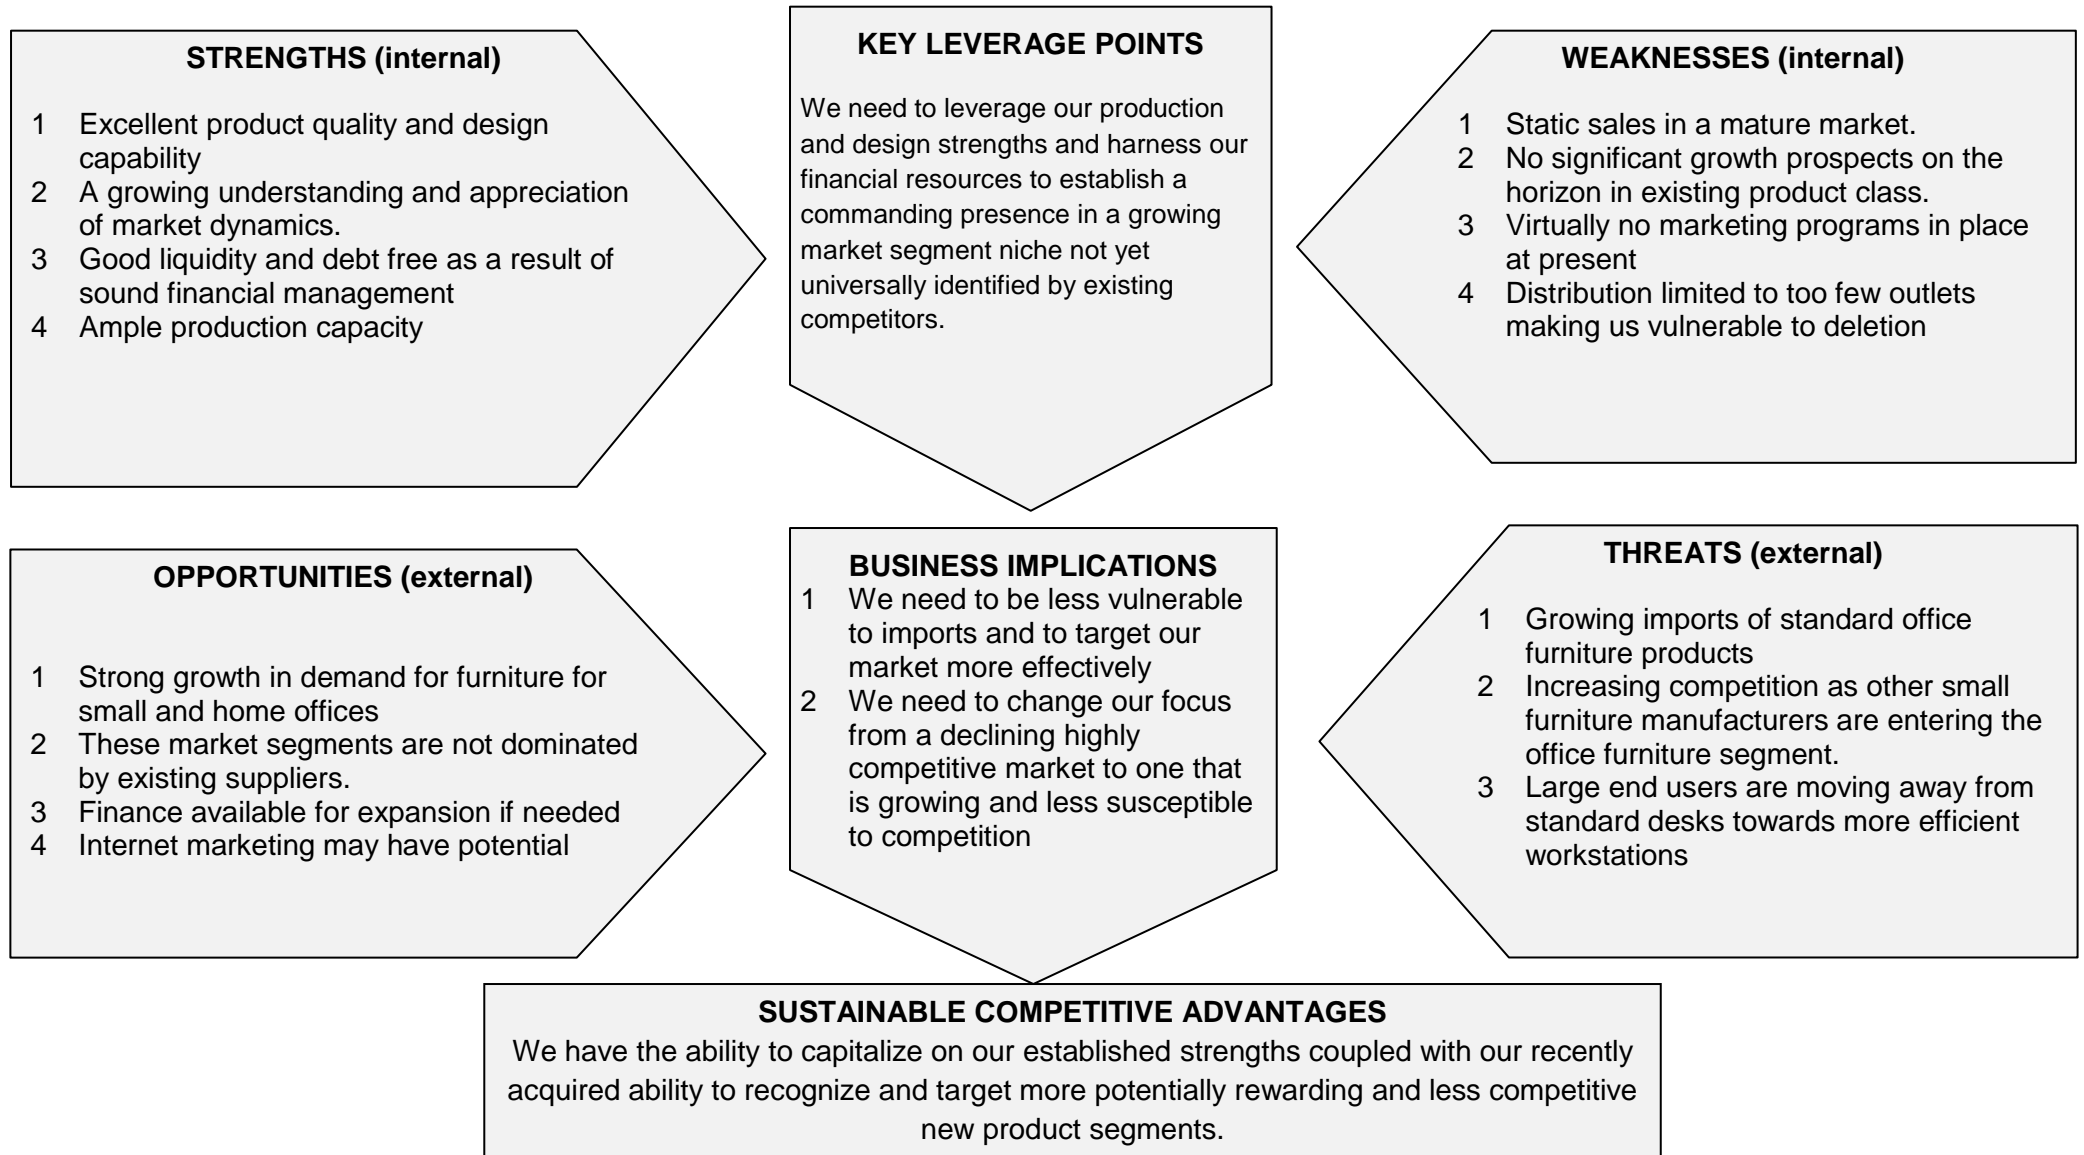 STRENGTHS (internal)
1 Excellent product quality and design
capability
2 A growing understanding and appreciation
of market dynamics.
3 Good liquidity and debt free as a result of
sound financial management
4 Ample production capacity
KEY LEVERAGE POINTS
We need to leverage our production
and design strengths and harness our
financial resources to establish a
commanding presence in a growing
market segment niche not yet
universally identified by existing
competitors.
WEAKNESSES (internal)
1 Static sales in a mature market.
2 No significant growth prospects on the
horizon in existing product class.
3 Virtually no marketing programs in place
at present
4 Distribution limited to too few outlets
making us vulnerable to deletion
OPPORTUNITIES (external)
1 Strong growth in demand for furniture for
small and home offices
2 These market segments are not dominated
by existing suppliers.
3 Finance available for expansion if needed
4 Internet marketing may have potential
BUSINESS IMPLICATIONS
1 We need to be less vulnerable
to imports and to target our
market more effectively
2 We need to change our focus
from a declining highly
competitive market to one that
is growing and less susceptible
to competition
THREATS (external)
1 Growing imports of standard office
furniture products
2 Increasing competition as other small
furniture manufacturers are entering the
office furniture segment.
3 Large end users are moving away from
standard desks towards more efficient
workstations
SUSTAINABLE COMPETITIVE ADVANTAGES
We have the ability to capitalize on our established strengths coupled with our recently
acquired ability to recognize and target more potentially rewarding and less competitive
new product segments.